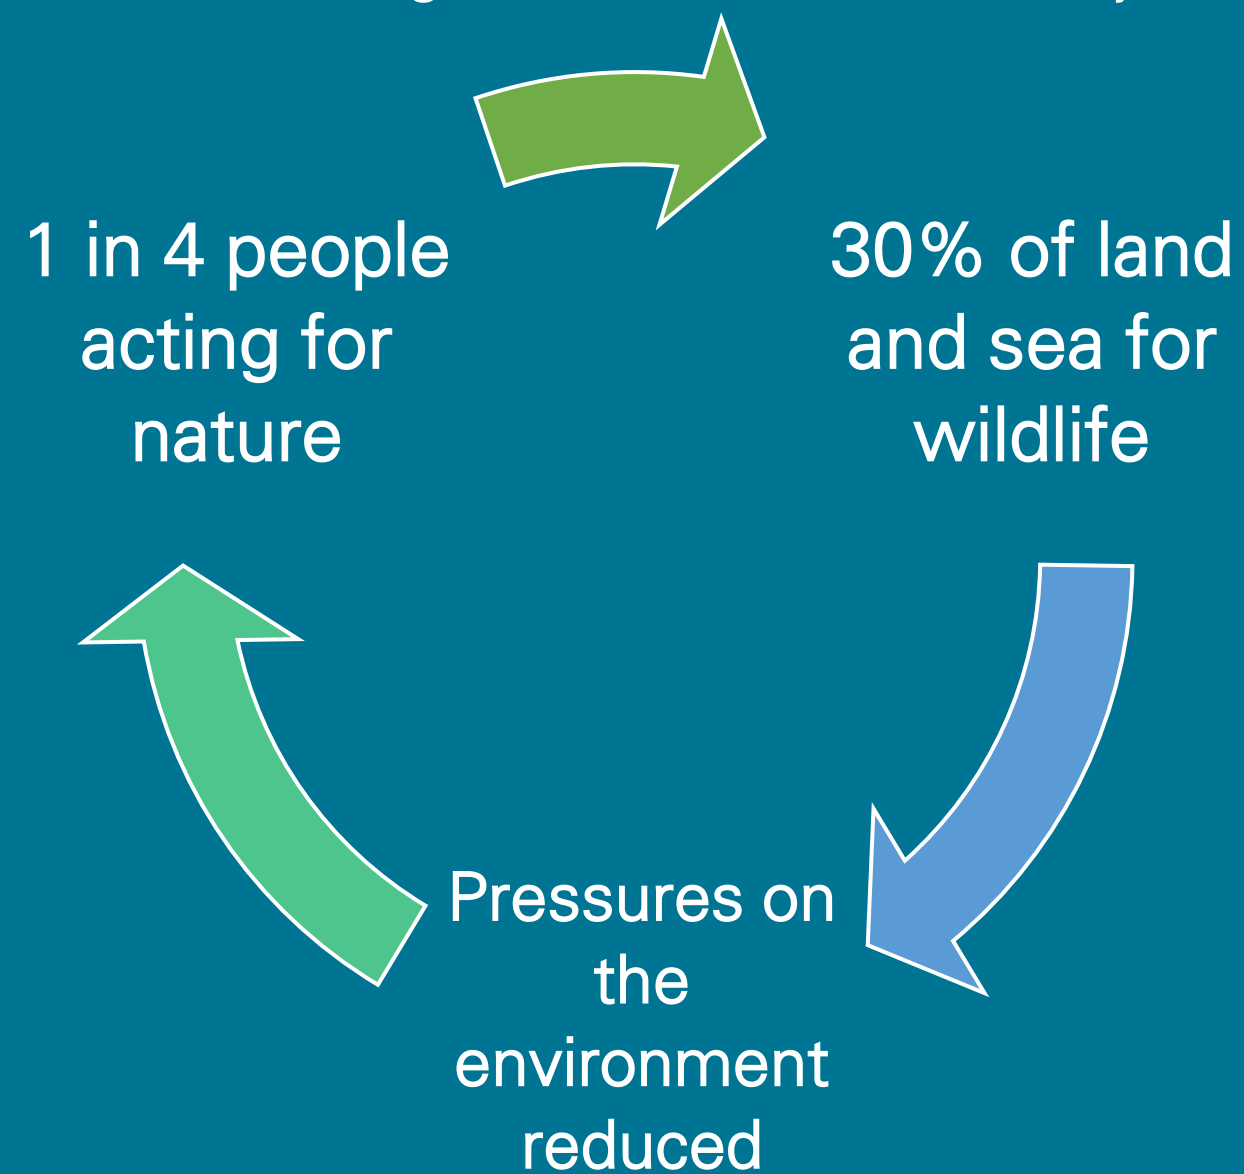 1 in 4 people
acting for
nature
30% of land
and sea for
wildlife
Pressures on
the
environment
reduced